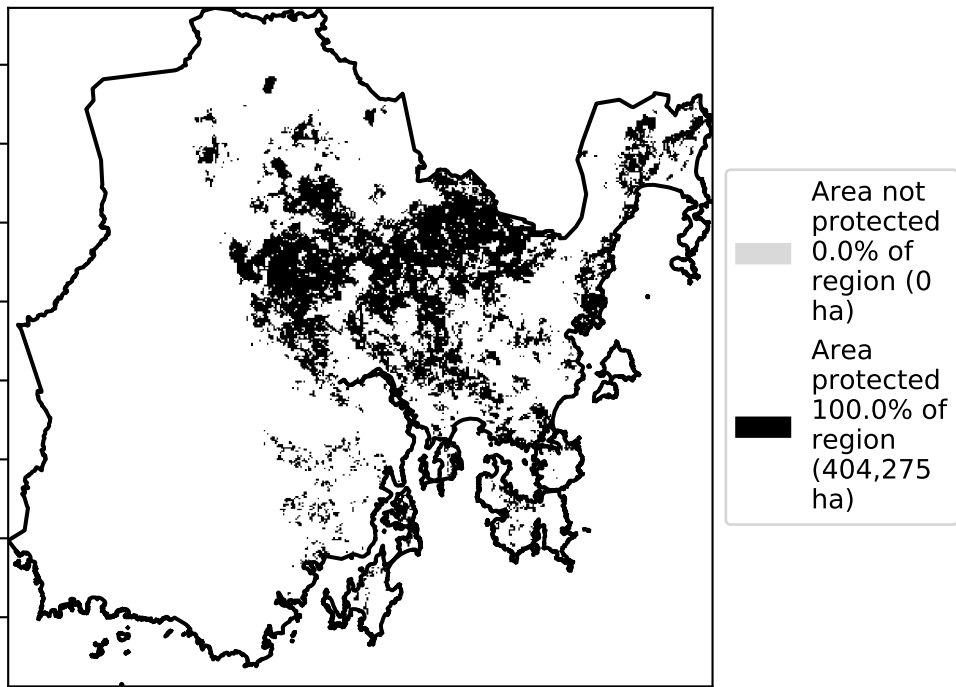 Area not
protected
0.0% of
region (0
ha)
Area
protected
100.0% of
region
(404,275
ha)